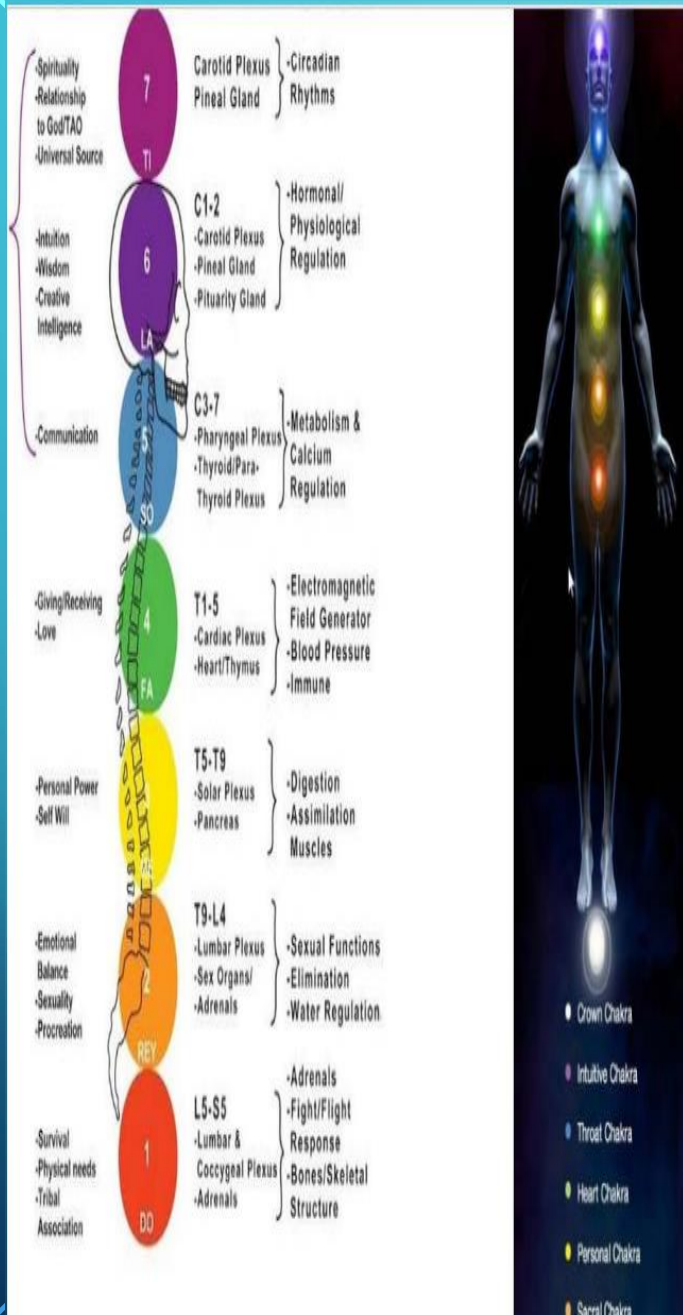 -Spirituality
-Relationship
to God/TAO
-Universal Source
7
TI
Carotid Plexus
Pineal Gland
-Circadian
Rhythms
-Intuition
-Wisdom
-Creative
Intelligence
6
LA
C1-2
-Carotid Plexus
-Pineal Gland
-Pituarity Gland
-Hormonal/
Physiological
Regulation
-Communication
SO
C3-7
-Pharyngeal Plexus
-Thyroid/Para-
Thyroid Plexus
-Metabolism &
Calcium
Regulation
-Giving/Receiving
-Love
4
FA
T1-5
-Cardiac Plexus
-Heart/Thymus
-Electromagnetic
Field Generator
-Blood Pressure
-Immune
-Personal Power
-Self Will
T5-T9
-Solar Plexus
-Pancreas
-Digestion
-Assimilation
Muscles
-Emotional
Balance
-Sexuality
-Procreation
2
REY
T9-L4
-Lumbar Plexus
-Sex Organs/
-Adrenals
-Sexual Functions
-Elimination
-Water Regulation
-Survival
-Physical needs
-Tribal
Association
1
DO
L5-S5
-Lumbar &
Coccygeal Plexus
-Adrenals
-Adrenals
-Fight/Flight
Response
-Bones/Skeletal
Structure
Crown Chakra
Intuitive Chakra
Throat Chakra
Heart Chakra
Personal Chakra
Sacral Chakra